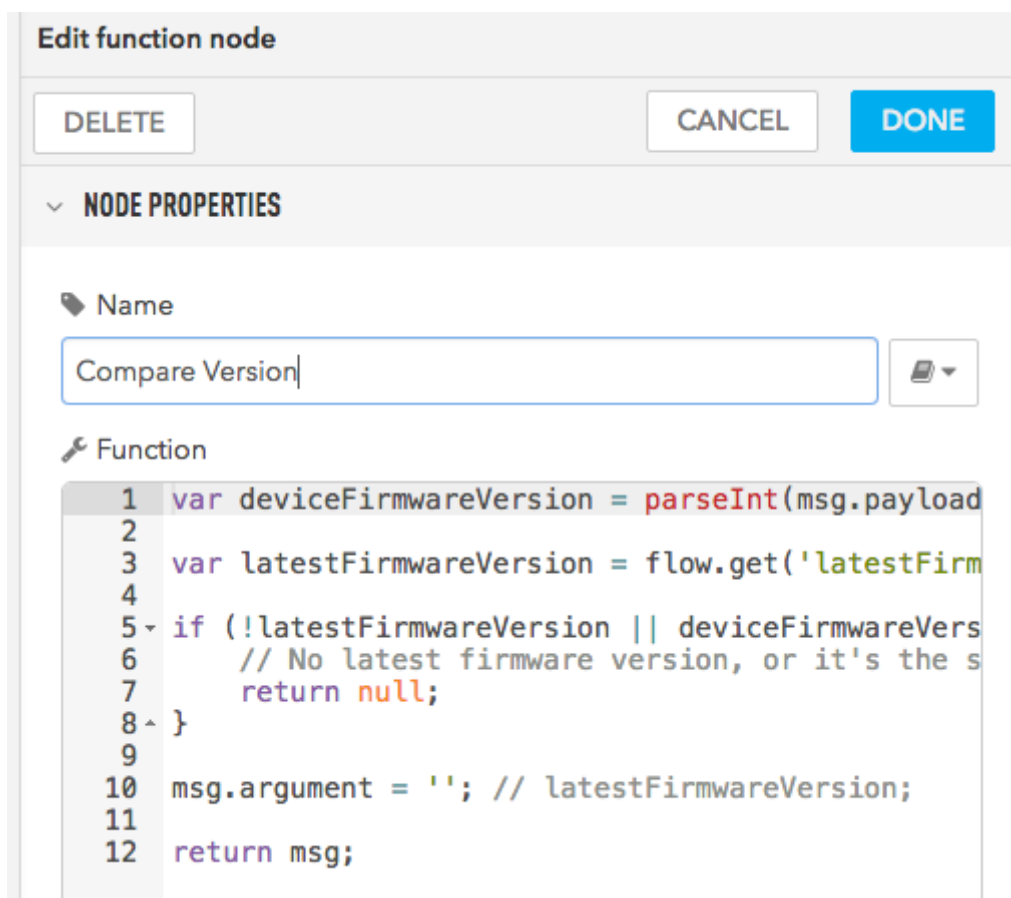 Edit function node
DELETE CANCEL DONE
NODE PROPERTIES
Name
Compare Version
Function
1 var deviceFirmwareVersion = parseInt(msg.payload
2
3 var latestFirmwareVersion = flow.get('latestFirm
4
5 if (!latestFirmwareVersion || deviceFirmwareVers
6 // No latest firmware version, or it's the s
7 return null;
8 }
9
10 msg.argument = ''; // latestFirmwareVersion;
11
12 return msg;